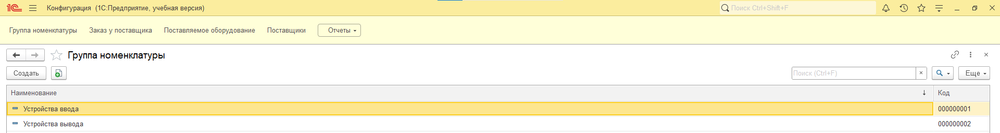 1С Конфигурация (1С:Предприятие, учебная версия) Поиск Ctrl+Shift+F
Группа номенклатуры Заказ у поставщика Поставляемое оборудование Поставщики Отчеты
Группа номенклатуры
Создать Поиск (Ctrl+F) × Еще
Наименование ↓ Код
Устройства ввода 000000001
Устройства вывода 000000002